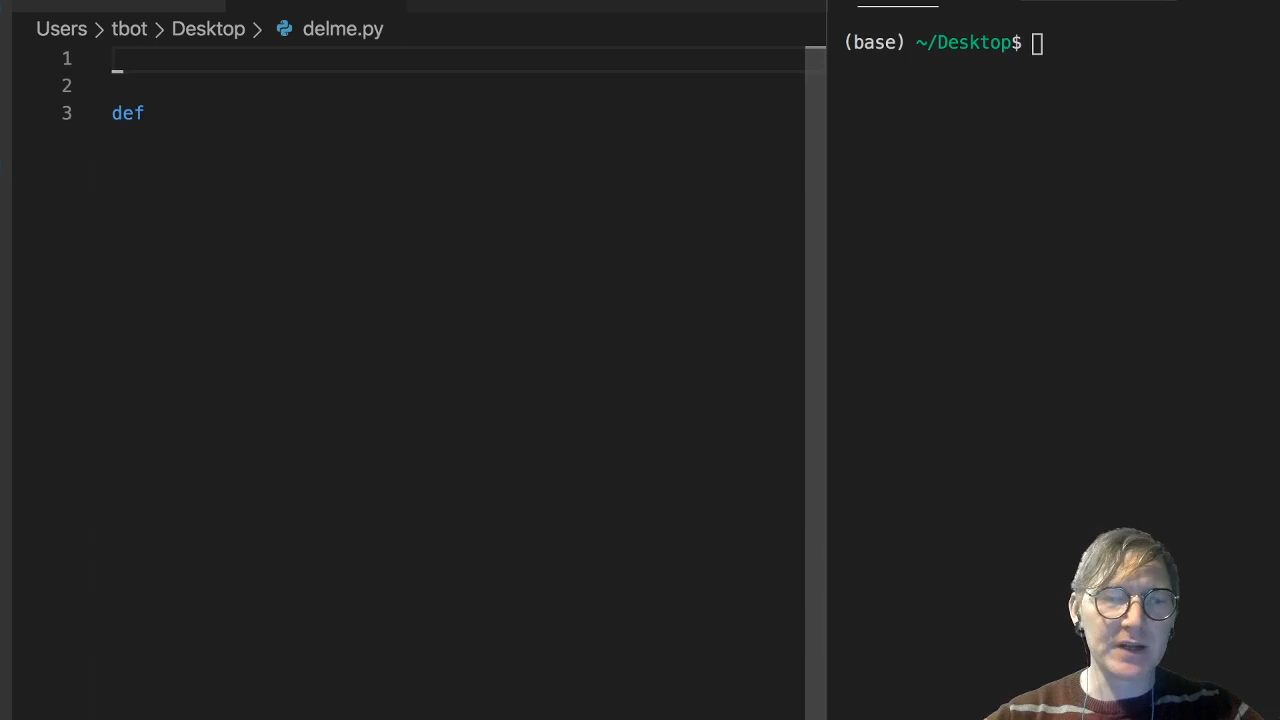 Users > tbot > Desktop > delme.py
1
2
3 def
(base) ~/Desktop$